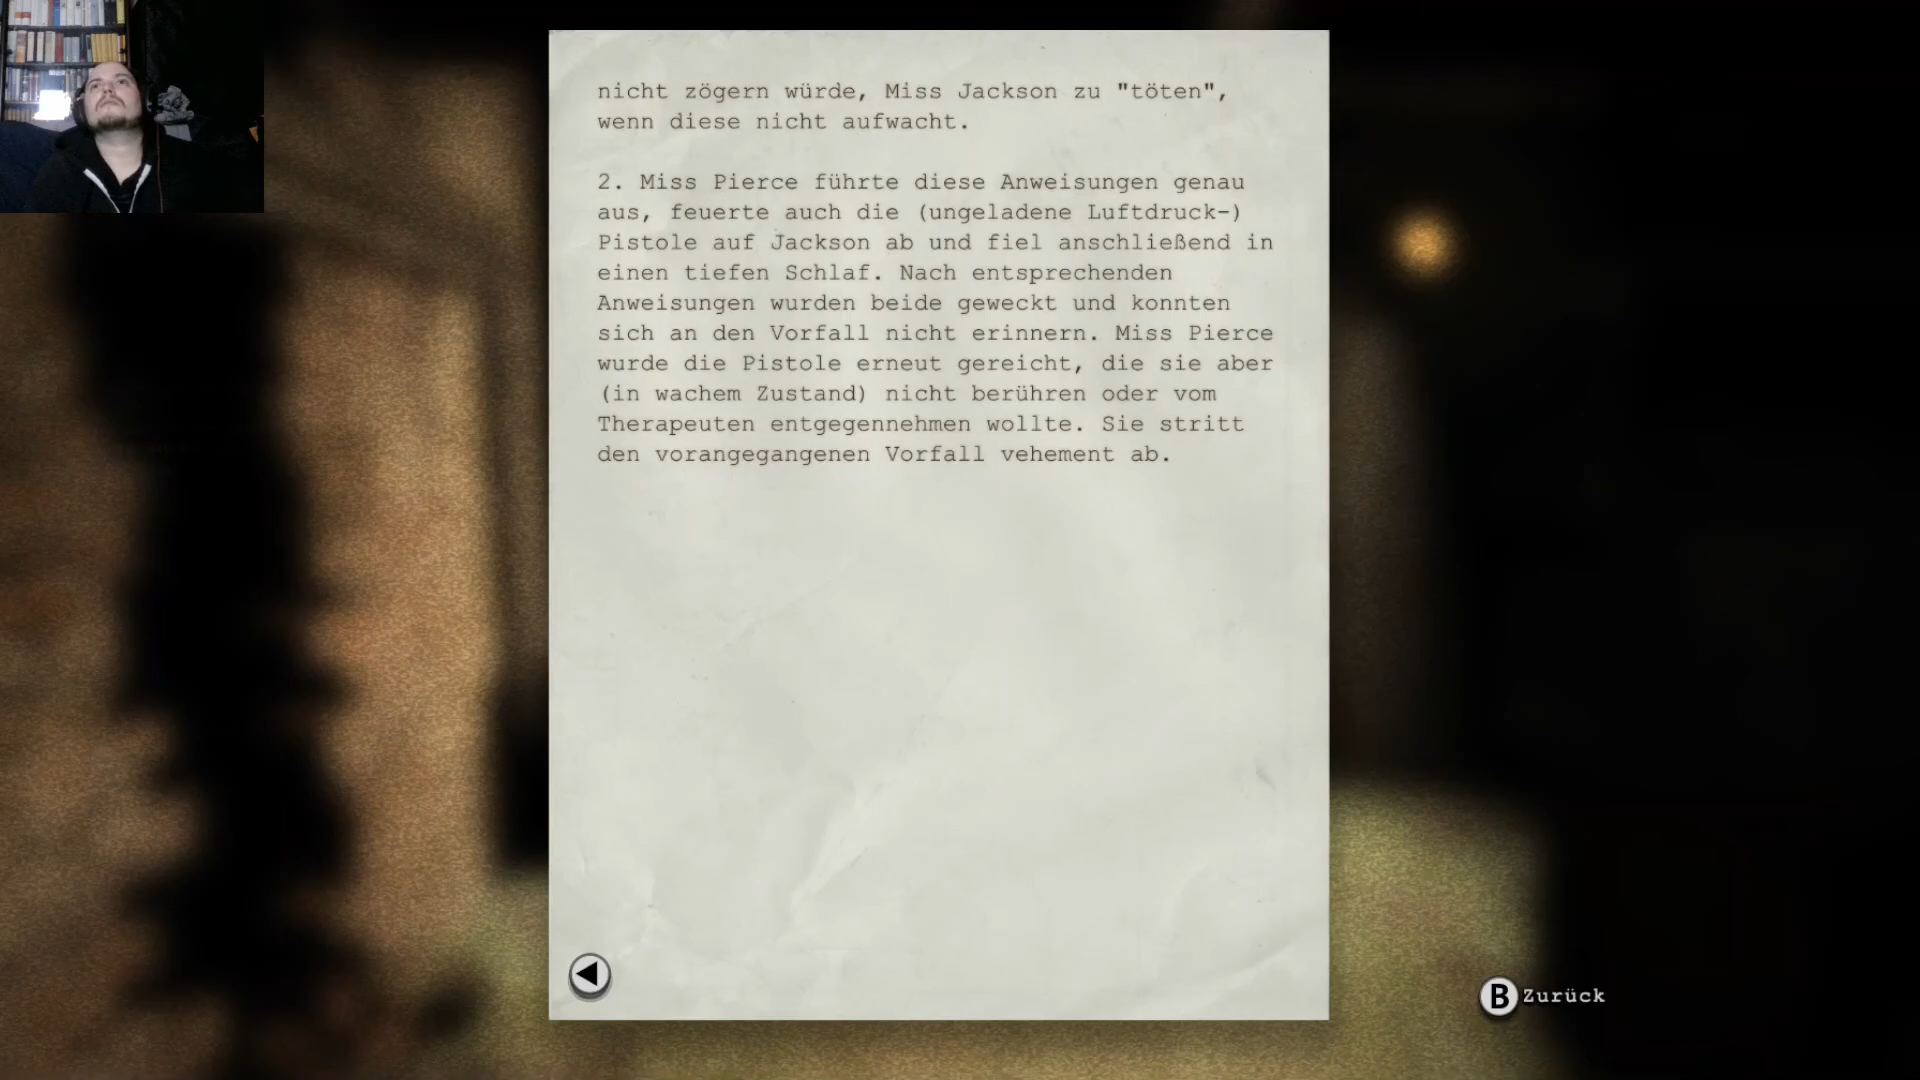 nicht zögern würde, Miss Jackson zu "töten",
wenn diese nicht aufwacht.
2. Miss Pierce führte diese Anweisungen genau
aus, feuerte auch die (ungeladene Luftdruck-)
Pistole auf Jackson ab und fiel anschließend in
einen tiefen Schlaf. Nach entsprechenden
Anweisungen wurden beide geweckt und konnten
sich an den Vorfall nicht erinnern. Miss Pierce
wurde die Pistole erneut gereicht, die sie aber
(in wachem Zustand) nicht berühren oder vom
Therapeuten entgegennehmen wollte. Sie stritt
den vorangegangenen Vorfall vehement ab.
B Zurück